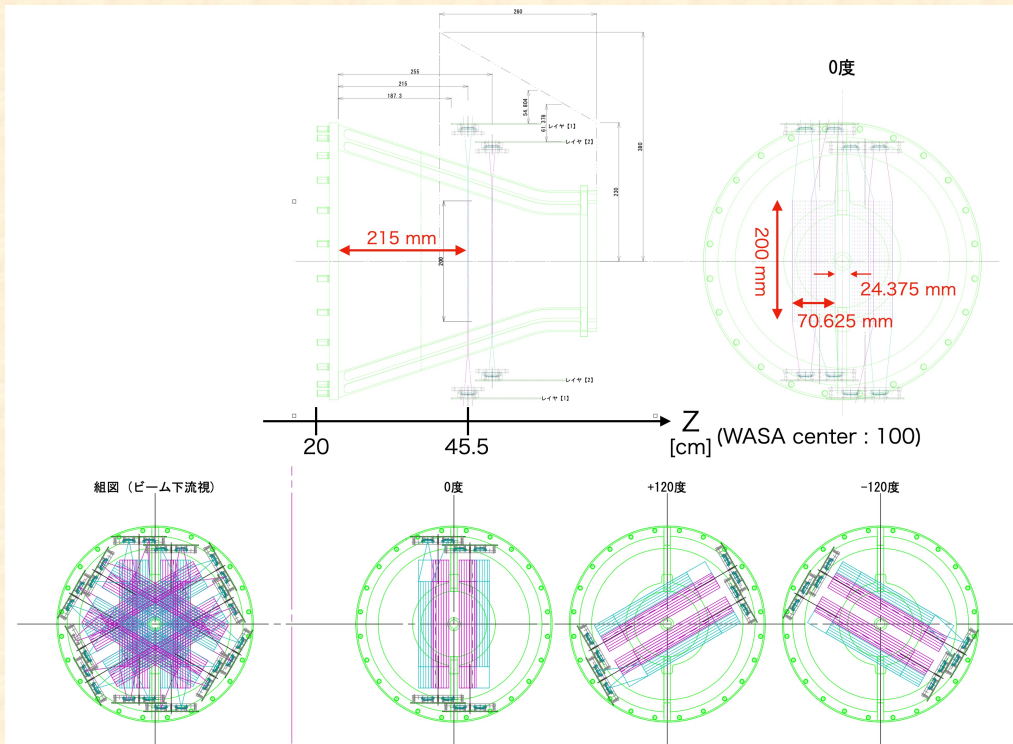 260
0度
255
215
187.3
54.804
61.378
レイヤ【1】
レイヤ【2】
380
230
215 mm
200
200 mm
24.375 mm
70.625 mm
レイヤ【2】
レイヤ【1】
Z
[cm]
(WASA center : 100)
20
45.5
組図 (ビーム下流視)
0度
+120度
-120度